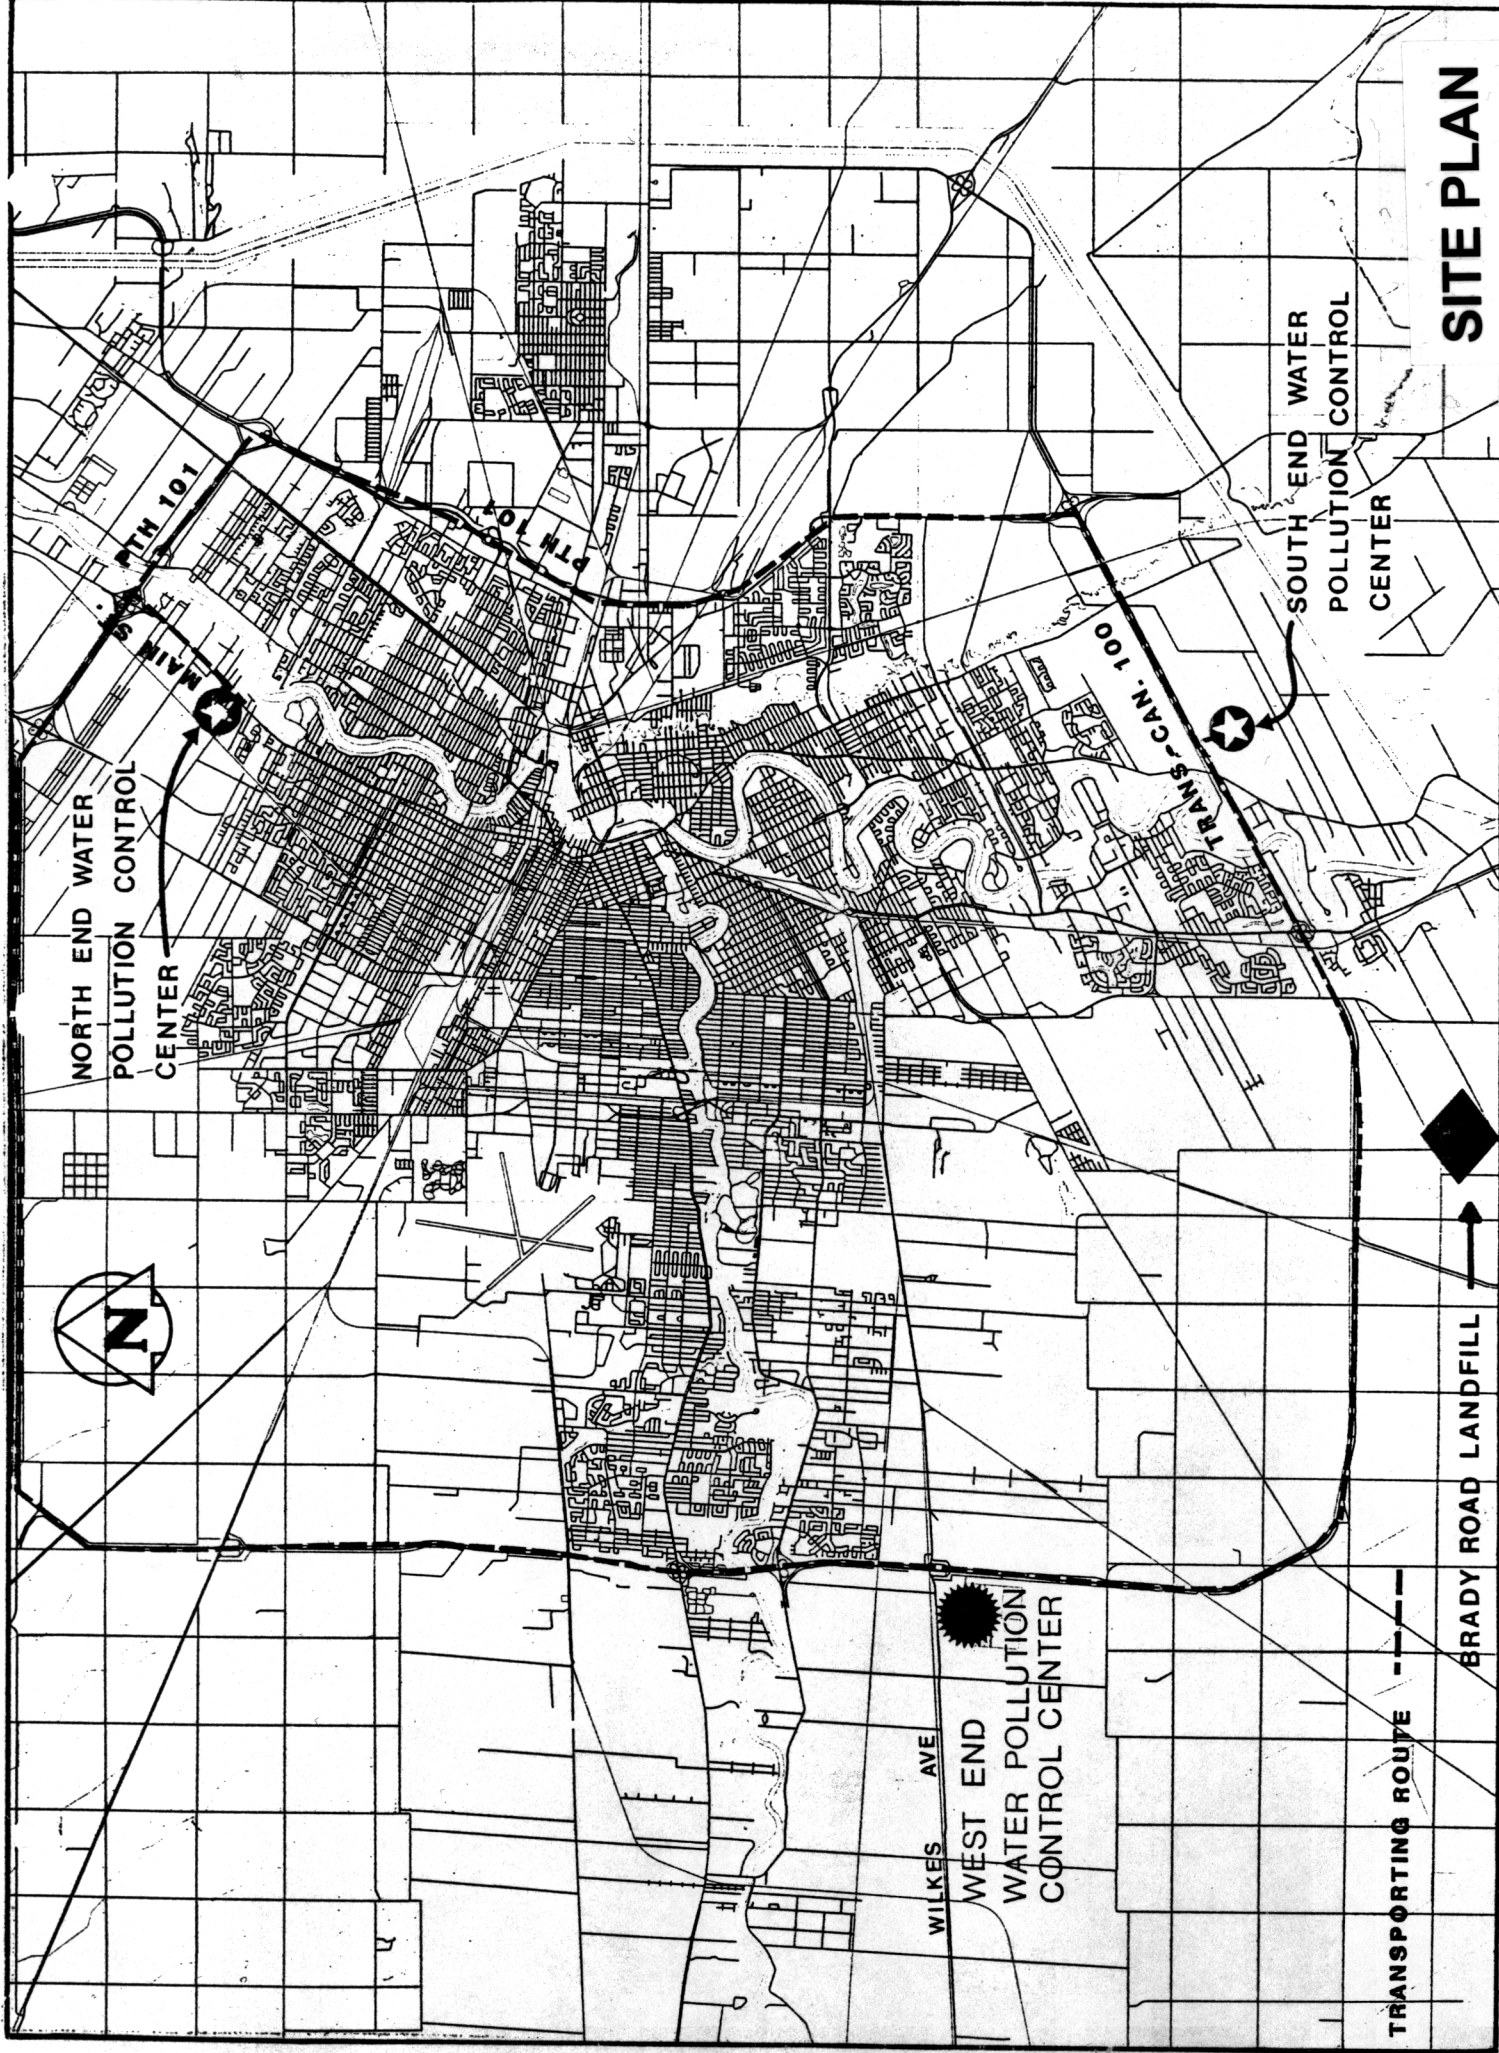 N
NORTH END WATER
POLLUTION CONTROL
CENTER
MAIN ST.
PTH 101
PTH 101
TRANS-CAN. 100
SOUTH END WATER
POLLUTION CONTROL
CENTER
WILKES AVE
WEST END
WATER POLLUTION
CONTROL CENTER
TRANSPORTING ROUTE
BRADY ROAD LANDFILL
SITE PLAN